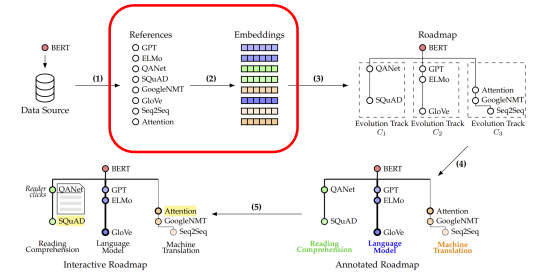 References
Embeddings
Roadmap
BERT
(1)
(2)
(3)
Data Source
GPT
ELMo
QANet
SQuAD
GoogleNMT
GloVe
Seq2Seq
Attention
BERT
QANet
SQuAD
GPT
ELMo
GloVe
Attention
GoogleNMT
Seq2Seq
Evolution Track
C1
Evolution Track
C2
Evolution Track
C3
(4)
BERT
Reader
clicks
QANet
SQuAD
GPT
ELMo
GloVe
Attention
GoogleNMT
Seq2Seq
Reading
Comprehension
Language
Model
Machine
Translation
Interactive Roadmap
(5)
BERT
QANet
SQuAD
GPT
ELMo
GloVe
Attention
GoogleNMT
Seq2Seq
Reading
Comprehension
Language
Model
Machine
Translation
Annotated Roadmap